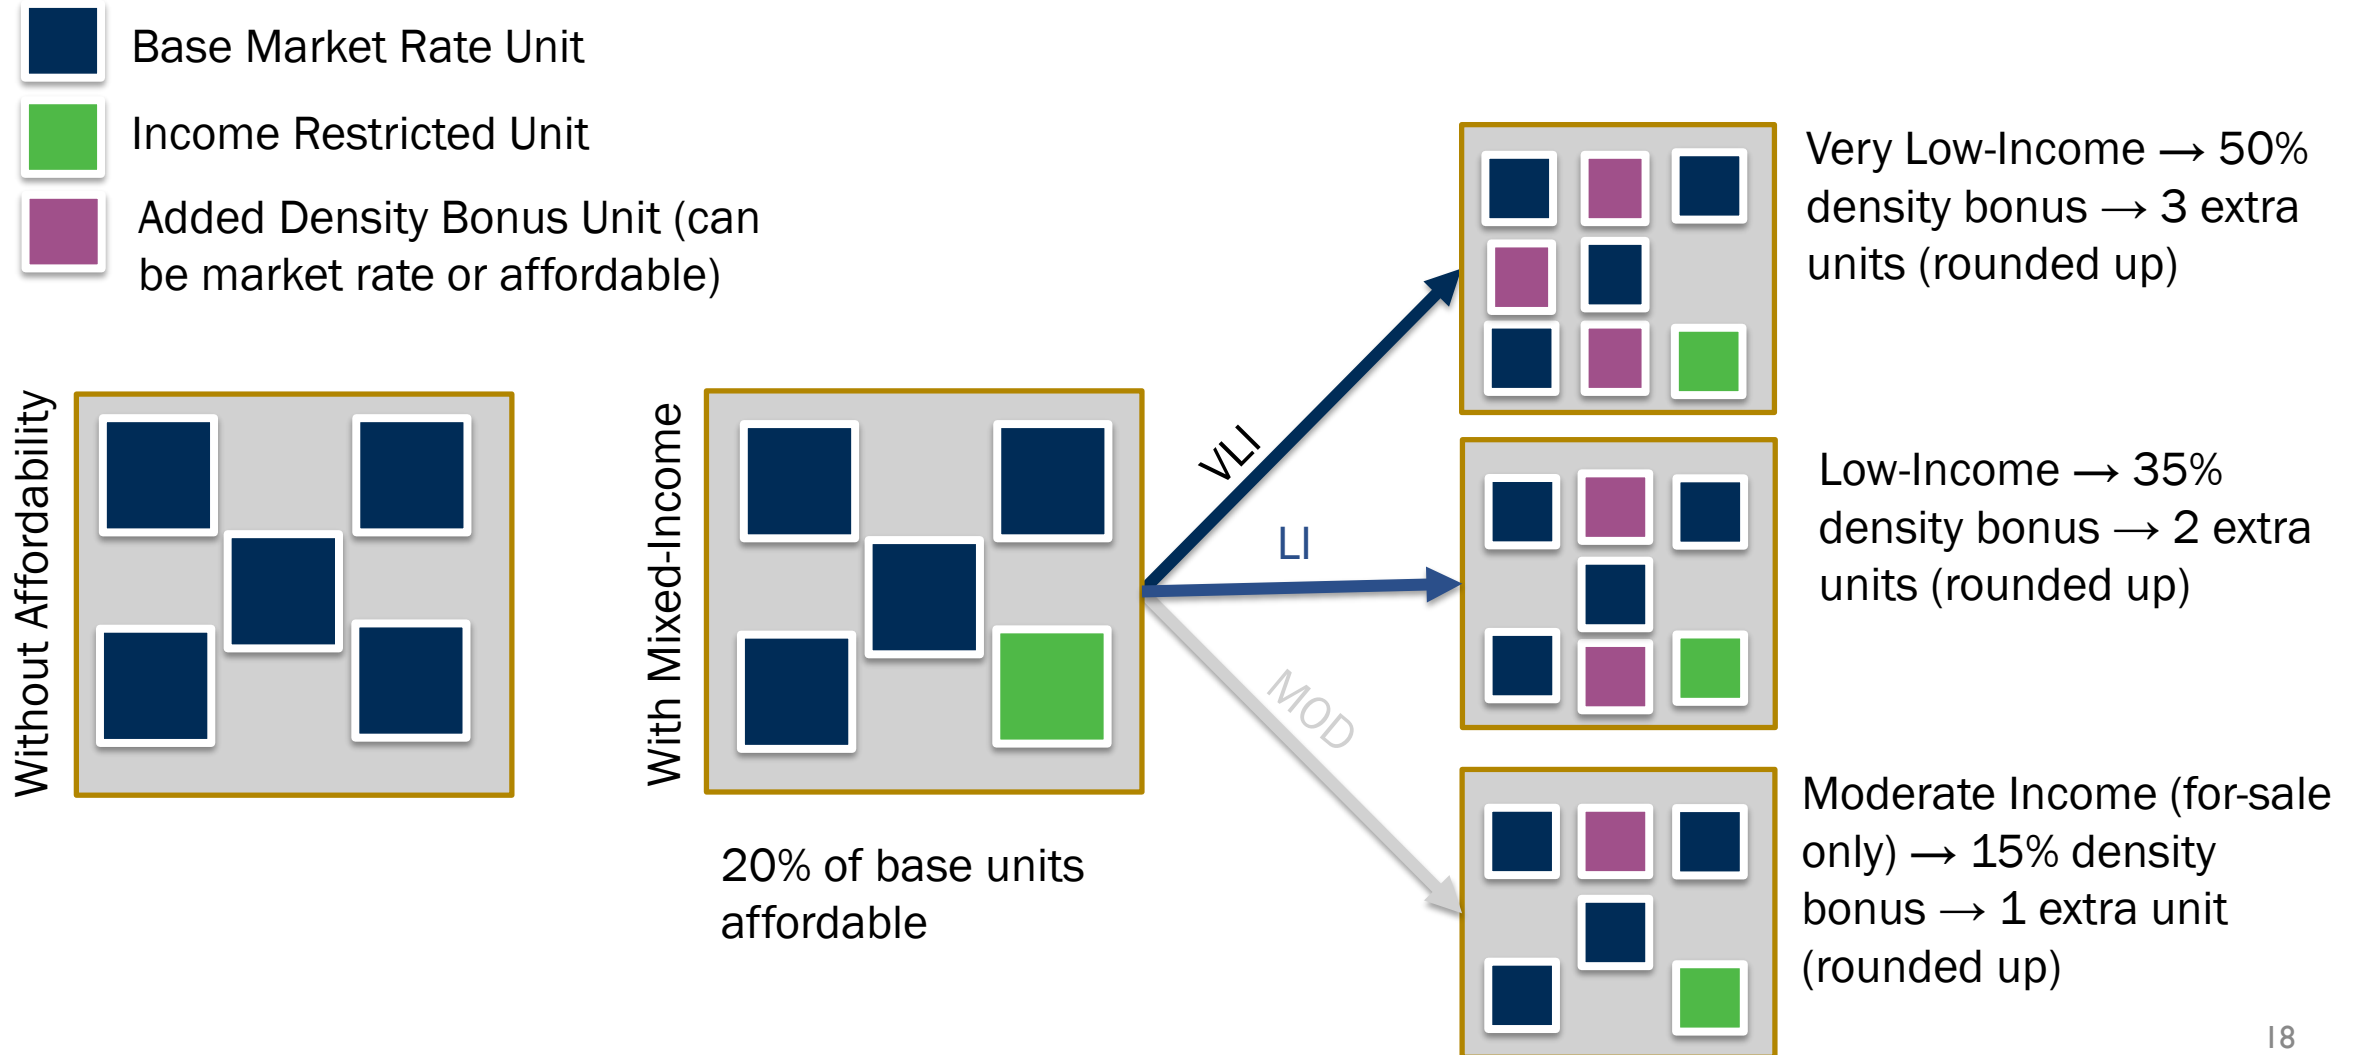 Base Market Rate Unit
Income Restricted Unit
Added Density Bonus Unit (can
be market rate or affordable)
Without Affordability
With Mixed-Income
20% of base units
affordable
VLI
LI
MOD
Very Low-Income → 50%
density bonus → 3 extra
units (rounded up)
Low-Income → 35%
density bonus → 2 extra
units (rounded up)
Moderate Income (for-sale
only) → 15% density
bonus → 1 extra unit
(rounded up)
18